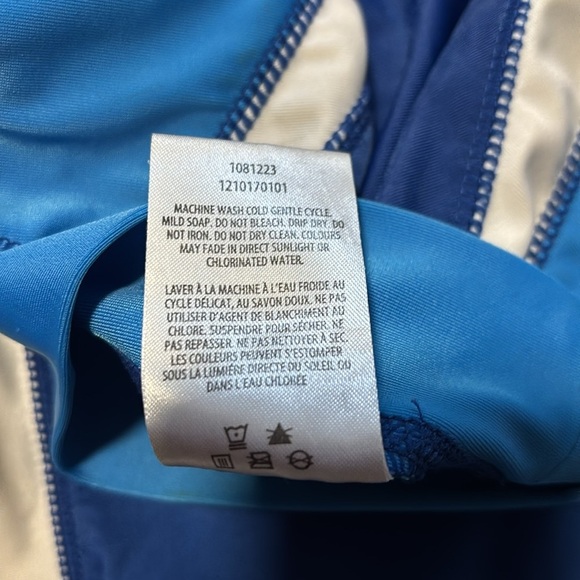 1081223
1210170101
MACHINE WASH COLD GENTLE CYCLE,
MILD SOAP. DO NOT BLEACH. DRIP DRY. DO
NOT IRON. DO NOT DRY CLEAN. COLOURS
MAY FADE IN DIRECT SUNLIGHT OR
CHLORINATED WATER.
LAVER À LA MACHINE À L'EAU FROIDE AU
CYCLE DÉLICAT, AU SAVON DOUX. NE PAS
UTILISER D'AGENT DE BLANCHIMENT AU
CHLORE. SUSPENDRE POUR SÉCHER. NE
PAS REPASSER. NE PAS NETTOYER À SEC.
LES COULEURS PEUVENT S'ESTOMPER
SOUS LA LUMIÈRE DIRECTE DU SOLEIL OU
DANS L'EAU CHLORÉE